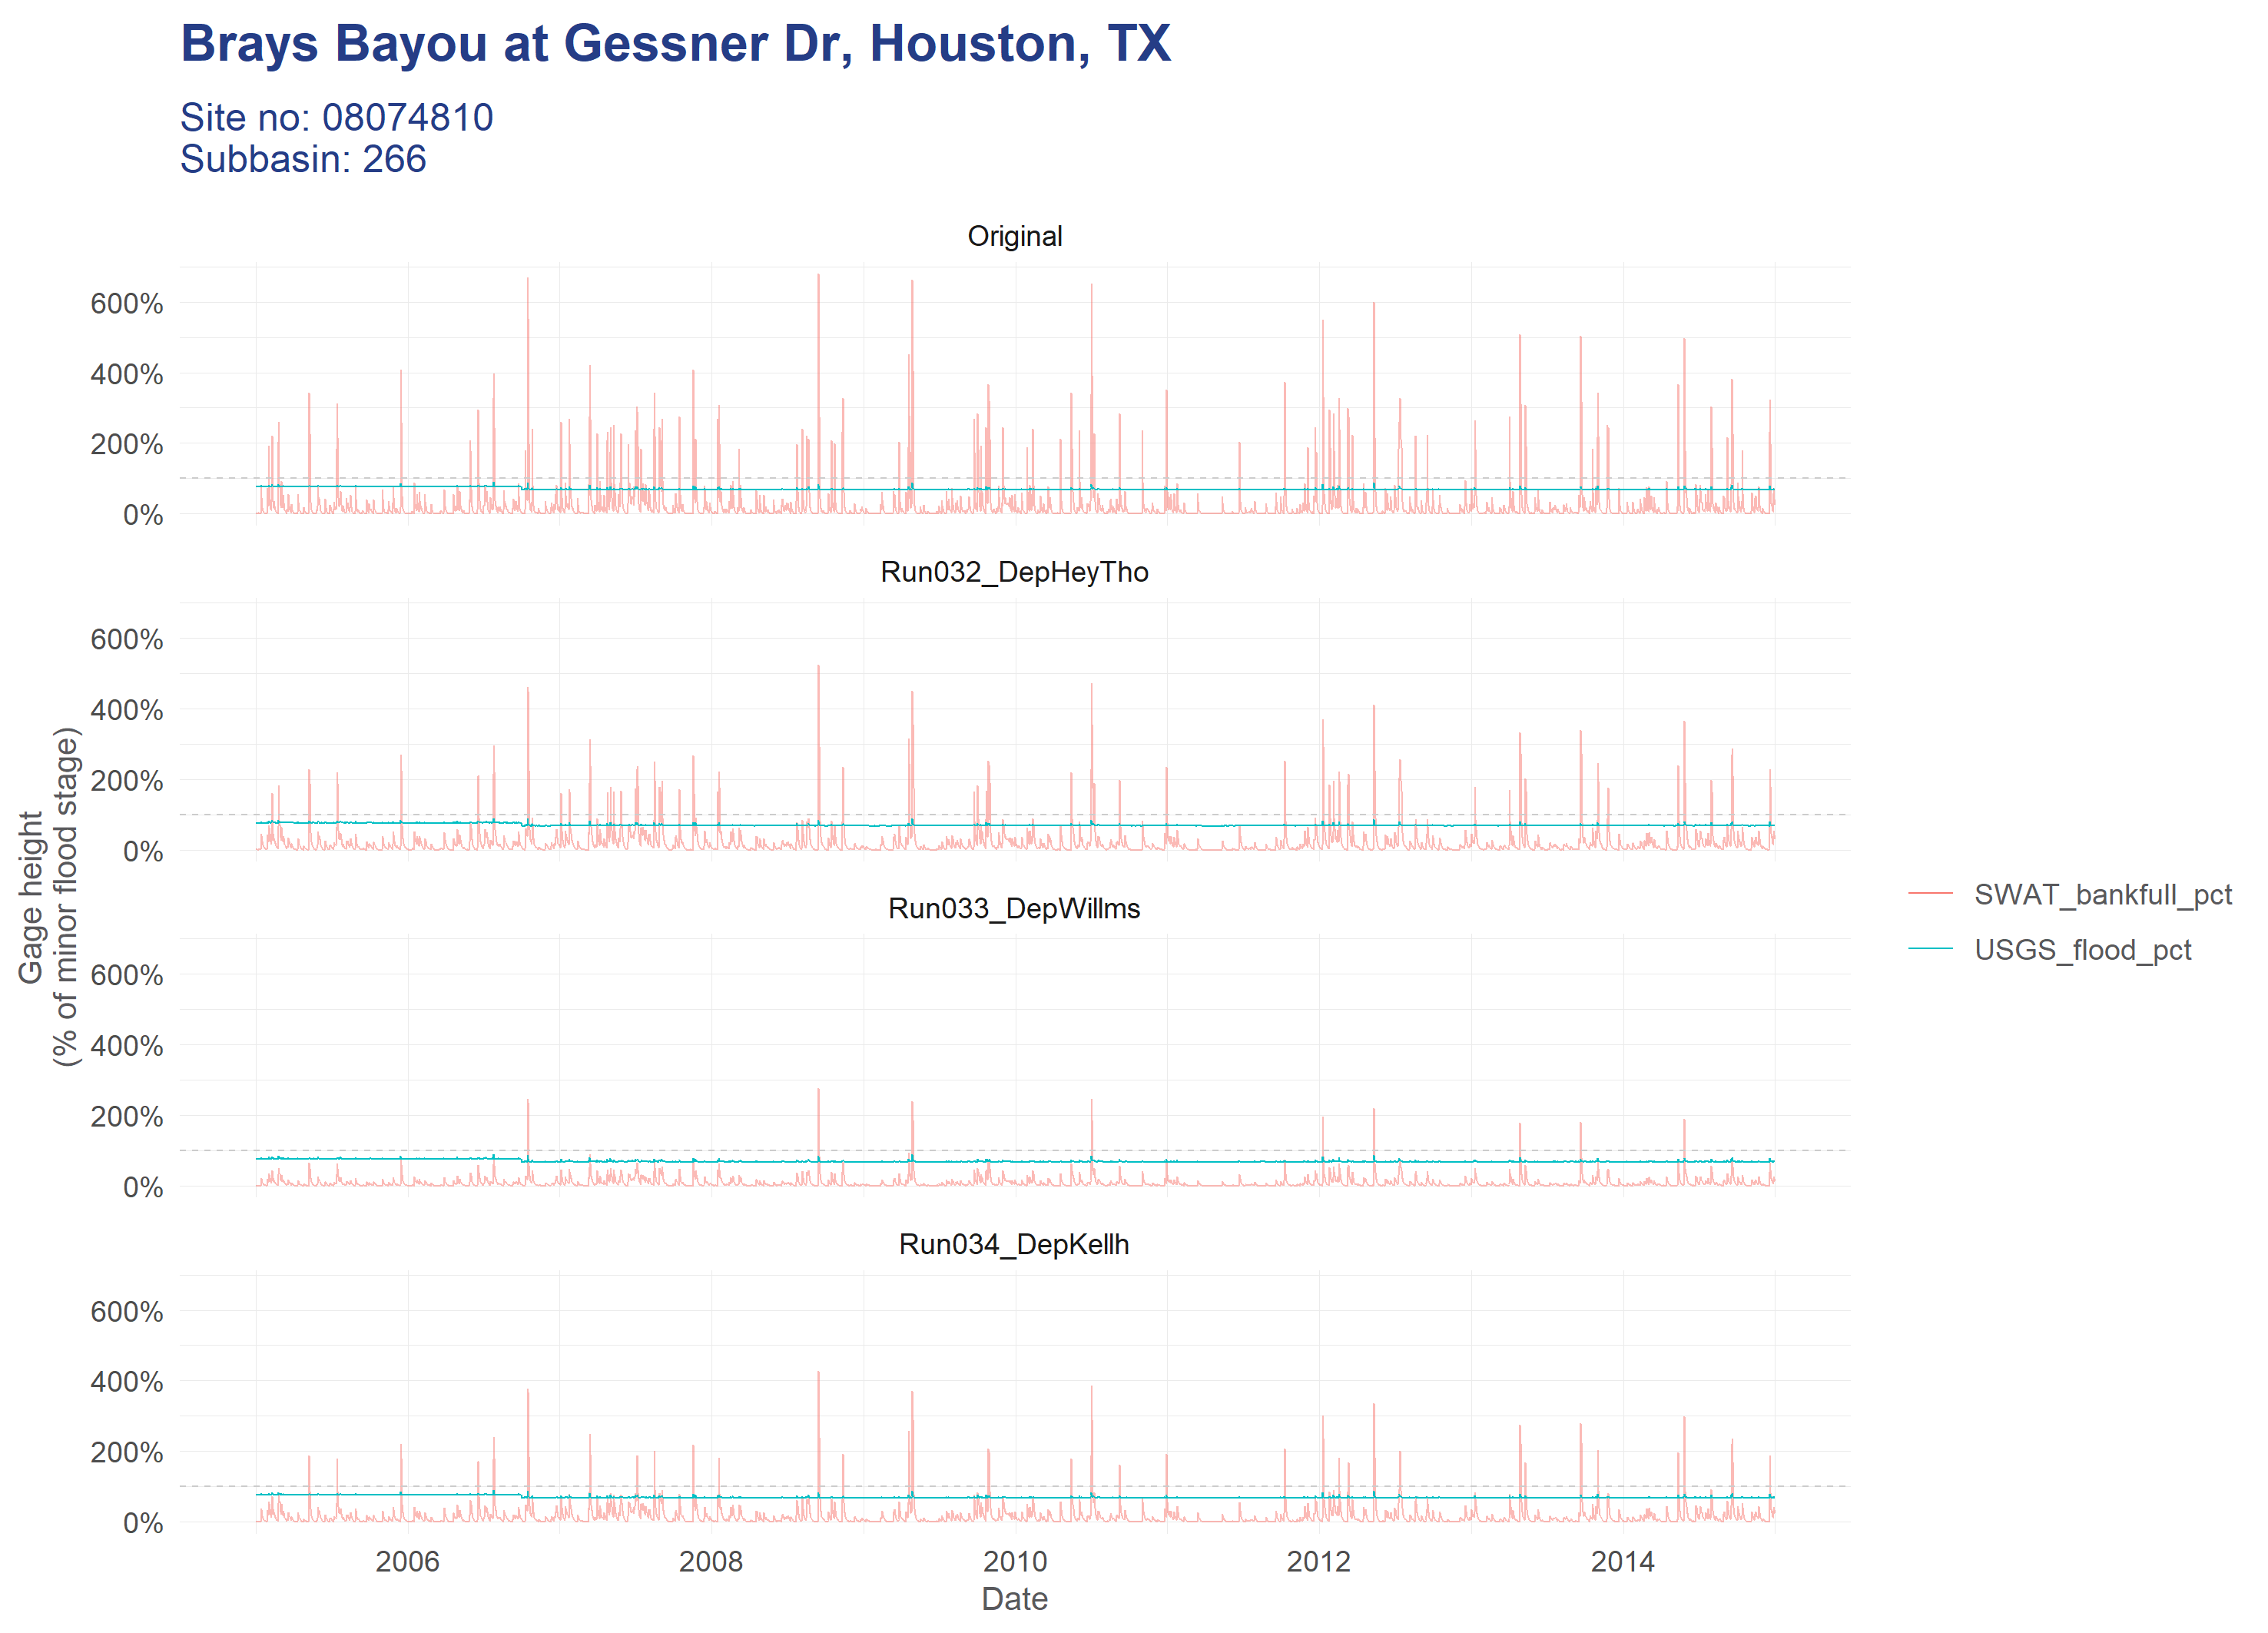 Brays Bayou at Gessner Dr, Houston, TX
Site no: 08074810
Subbasin: 266
Original
600%
400%
200%
0%
Run032_DepHeyTho
600%
400%
200%
0%
Run033_DepWillms
600%
400%
200%
0%
Run034_DepKellh
600%
400%
200%
0%
2006
2008
2010
2012
2014
Date
Gage height
(% of minor flood stage)
SWAT_bankfull_pct
USGS_flood_pct